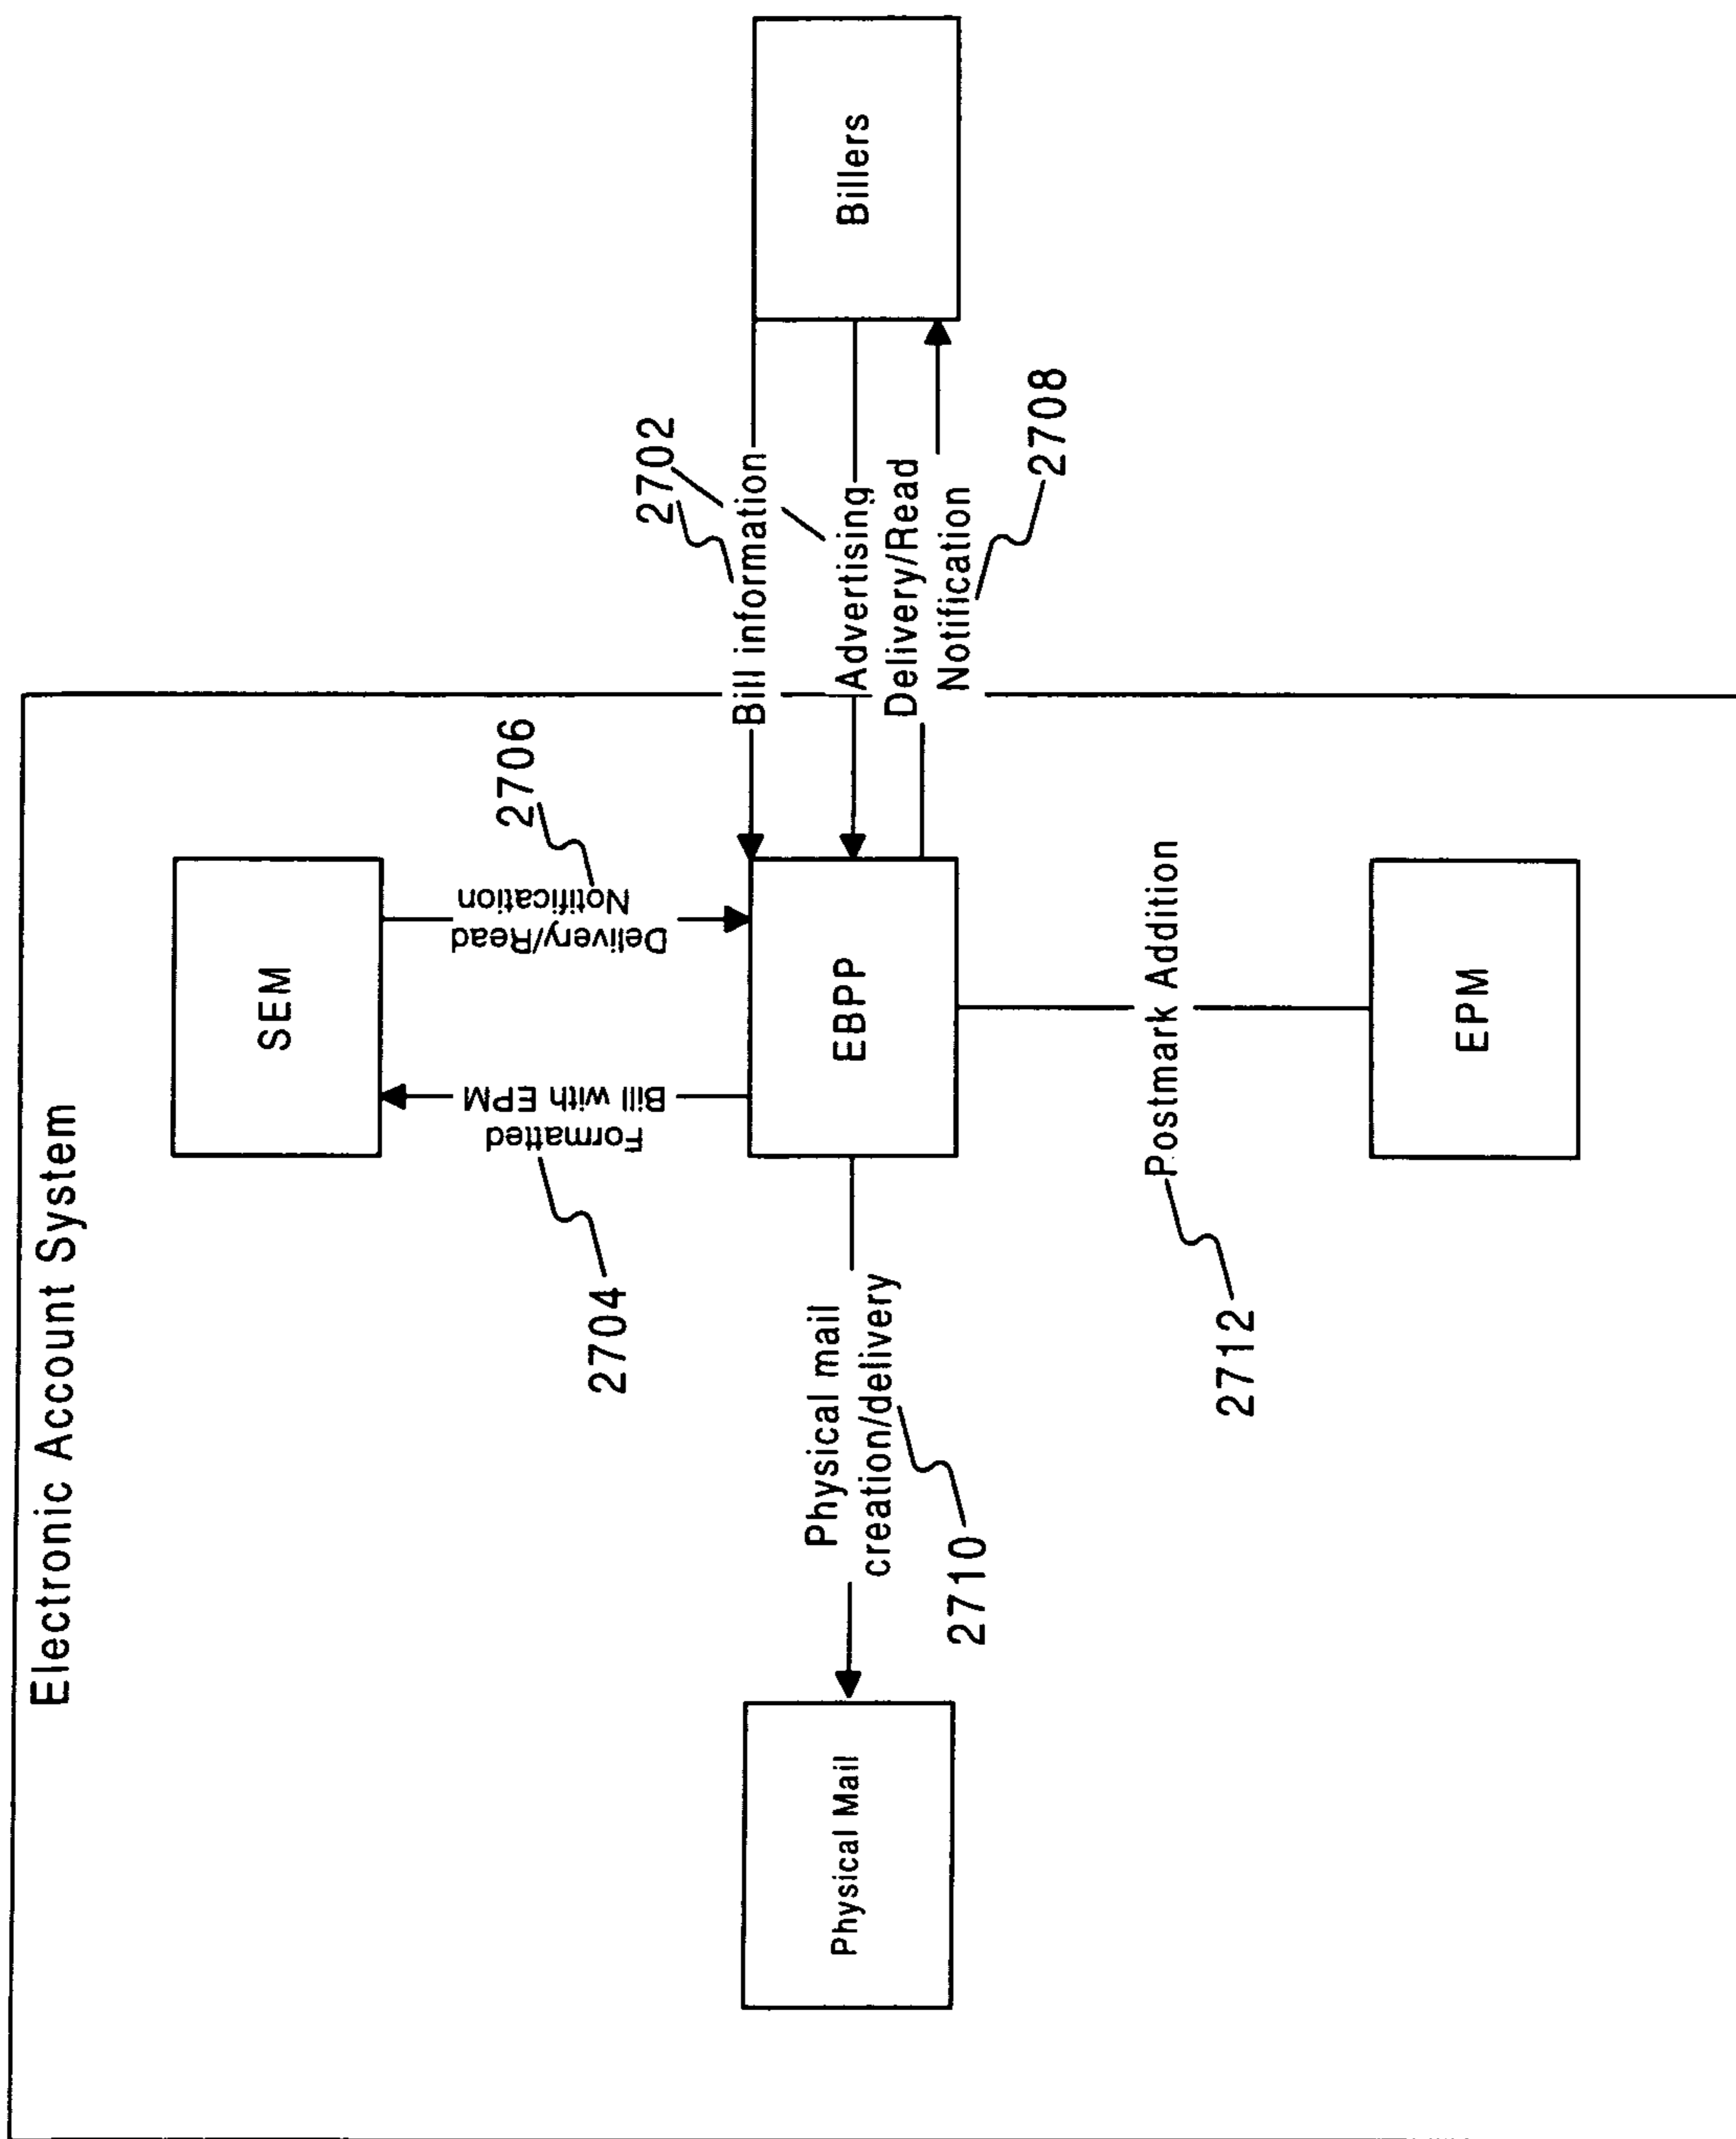 Electronic Account System
SEM
2704
Formatted
Bill with EPM
Delivery/Read
Notification
2706
2702
Physical Mail
Physical mail
creation/delivery
2710
EBPP
Bill information
Advertising
Delivery/Read
Notification
2708
Billers
Postmark Addition
2712
EPM